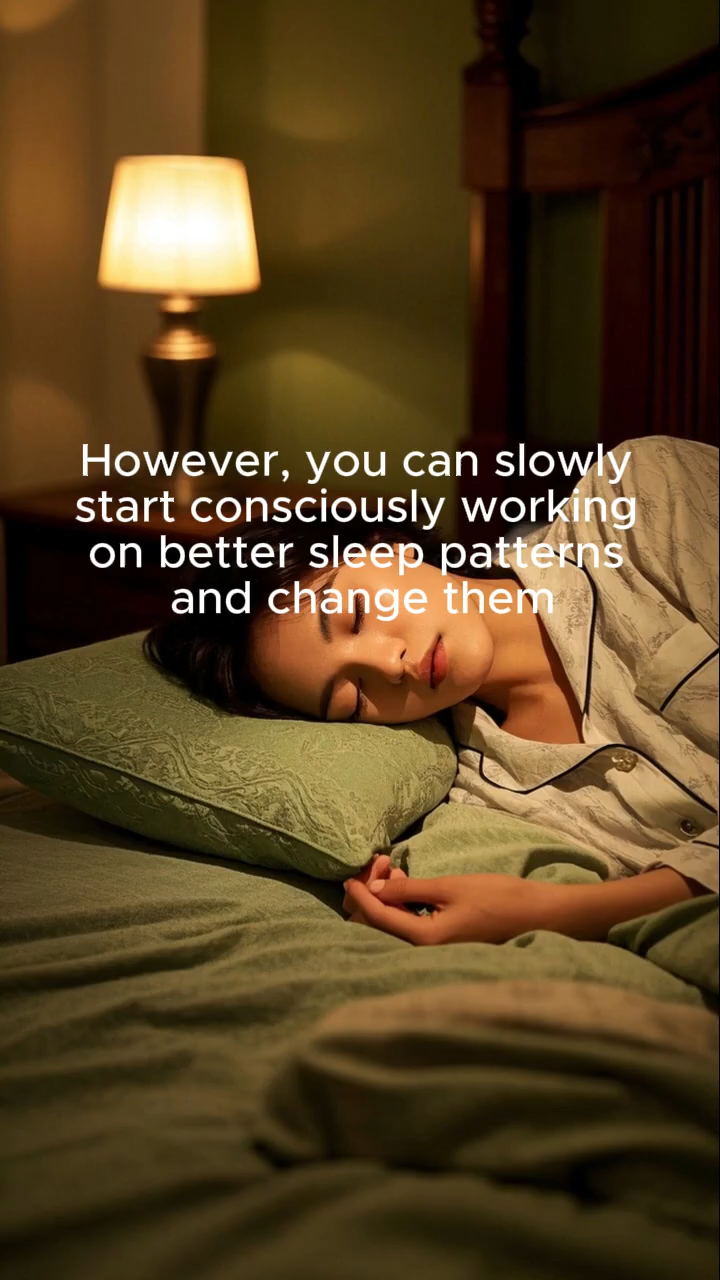 However, you can slowly
start consciously working
on better sleep patterns
and change them